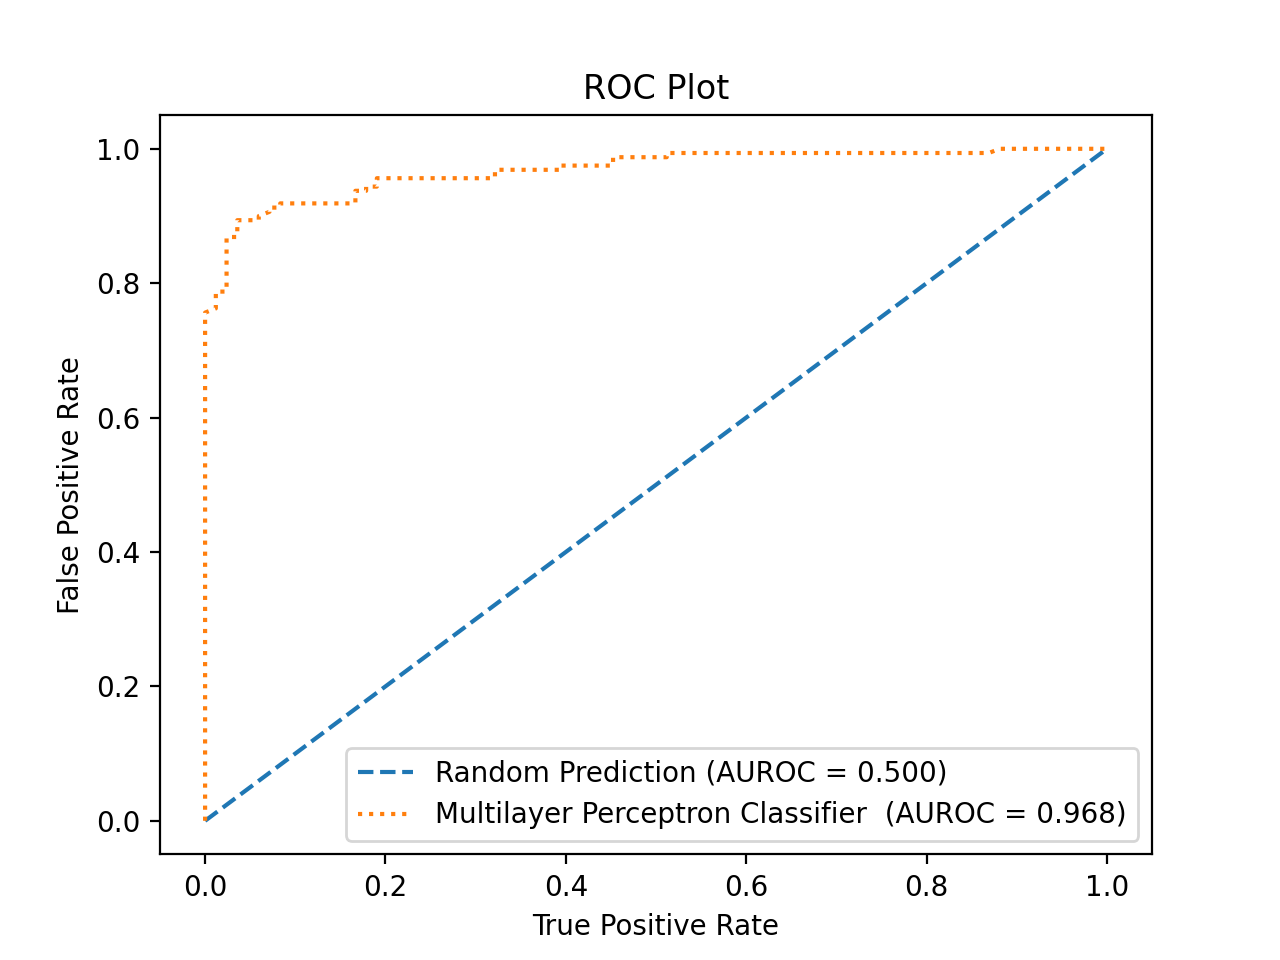 ROC Plot
False Positive Rate
1.0
0.8
0.6
0.4
0.2
0.0
Random Prediction (AUROC = 0.500)
Multilayer Perceptron Classifier  (AUROC = 0.968)
0.0 0.2 0.4 0.6 0.8 1.0
True Positive Rate